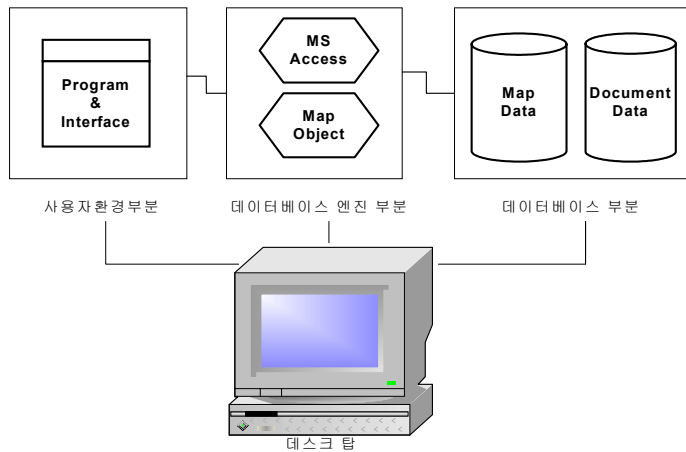 Program
&
Interface
MS
Access
Map
Object
Map
Data
Document
Data
사용자환경부분
데이터베이스 엔진 부분
데이터베이스 부분
데스크 탑